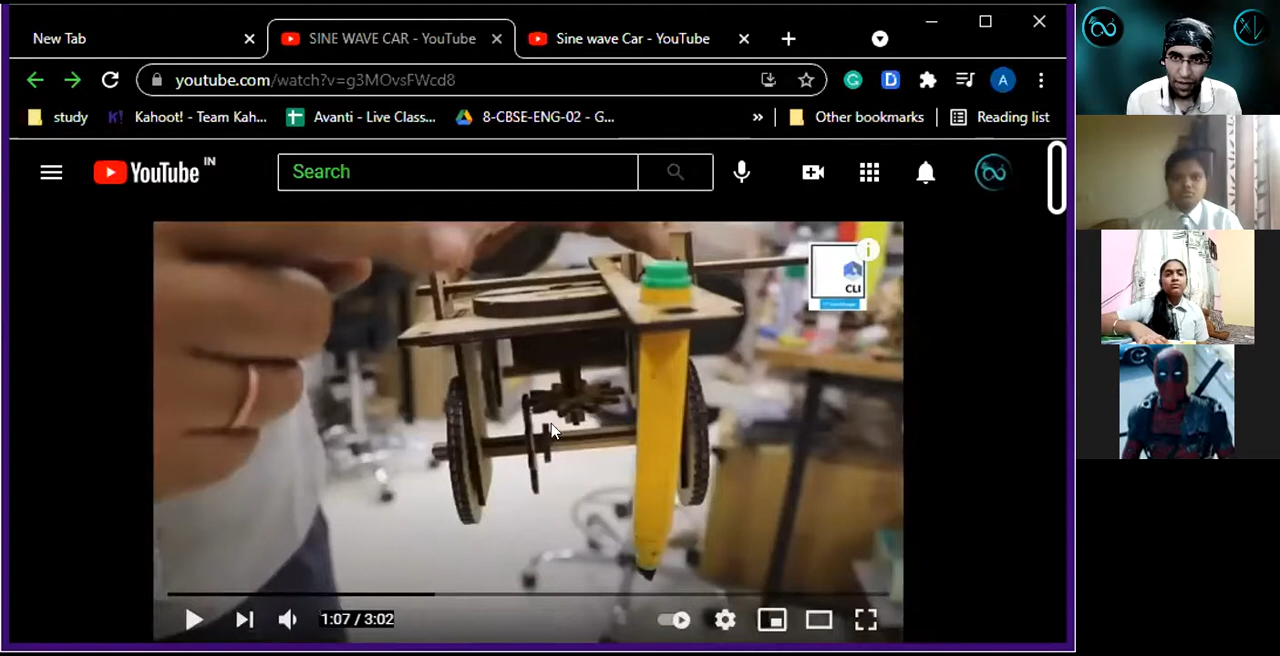 New Tab
SINE WAVE CAR - YouTube
Sine wave Car - YouTube
youtube.com/watch?v=g3MOvsFWcd8
A
study
K! Kahoot! - Team Kah...
Avanti - Live Class...
8-CBSE-ENG-02 - G...
»
Other bookmarks
Reading list
YouTube IN
Search
i
CLI
1:07 / 3:02